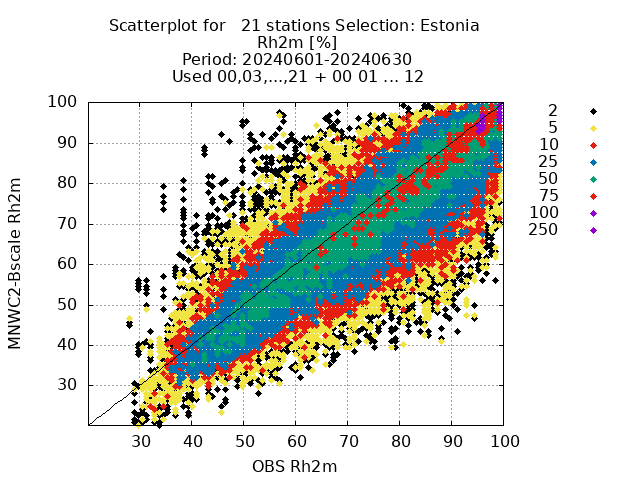 Scatterplot for 21 stations Selection: Estonia
Rh2m [%]
Period: 20240601-20240630
Used 00,03,...,21 + 00 01 ... 12
100
90
80
70
60
50
40
30
30 40 50 60 70 80 90 100
MNWC2-Bscale Rh2m
OBS Rh2m
2
5
10
25
50
75
100
250